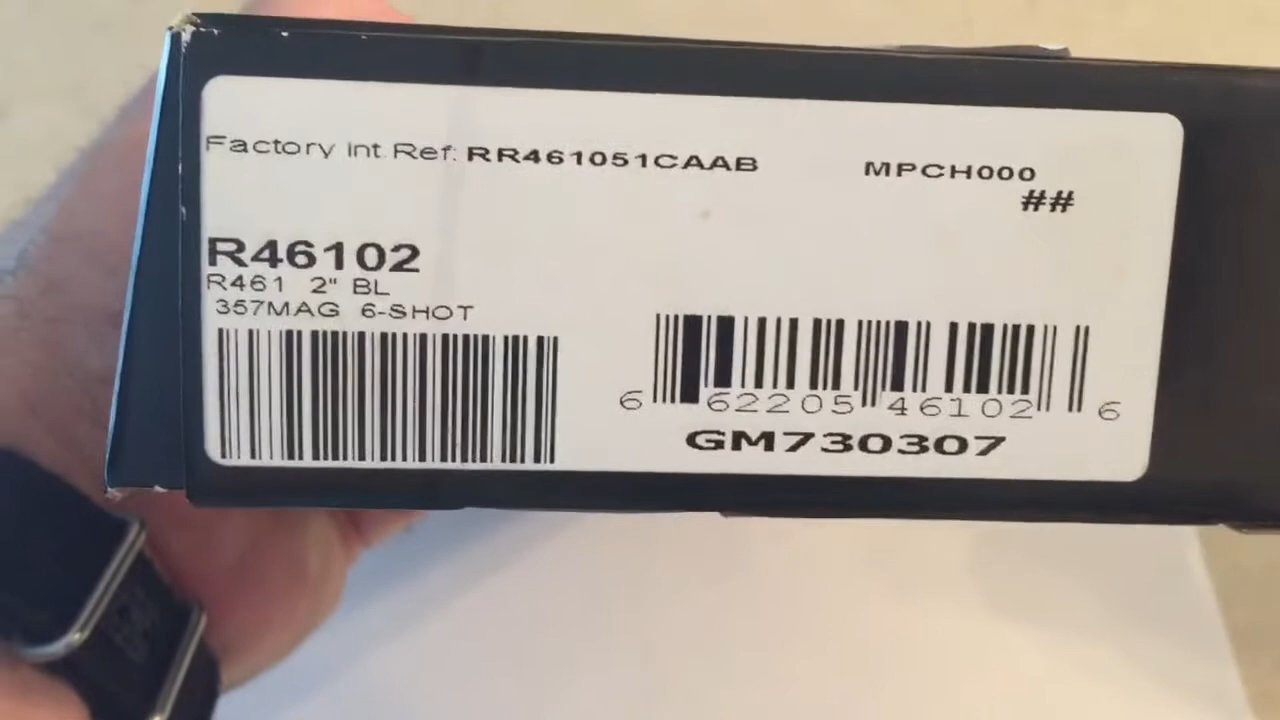 Factory int.Ref: RR461051CAAB MPCH000
##
R46102
R461 2" BL
357MAG 6-SHOT
6 62205 46102 6
GM730307